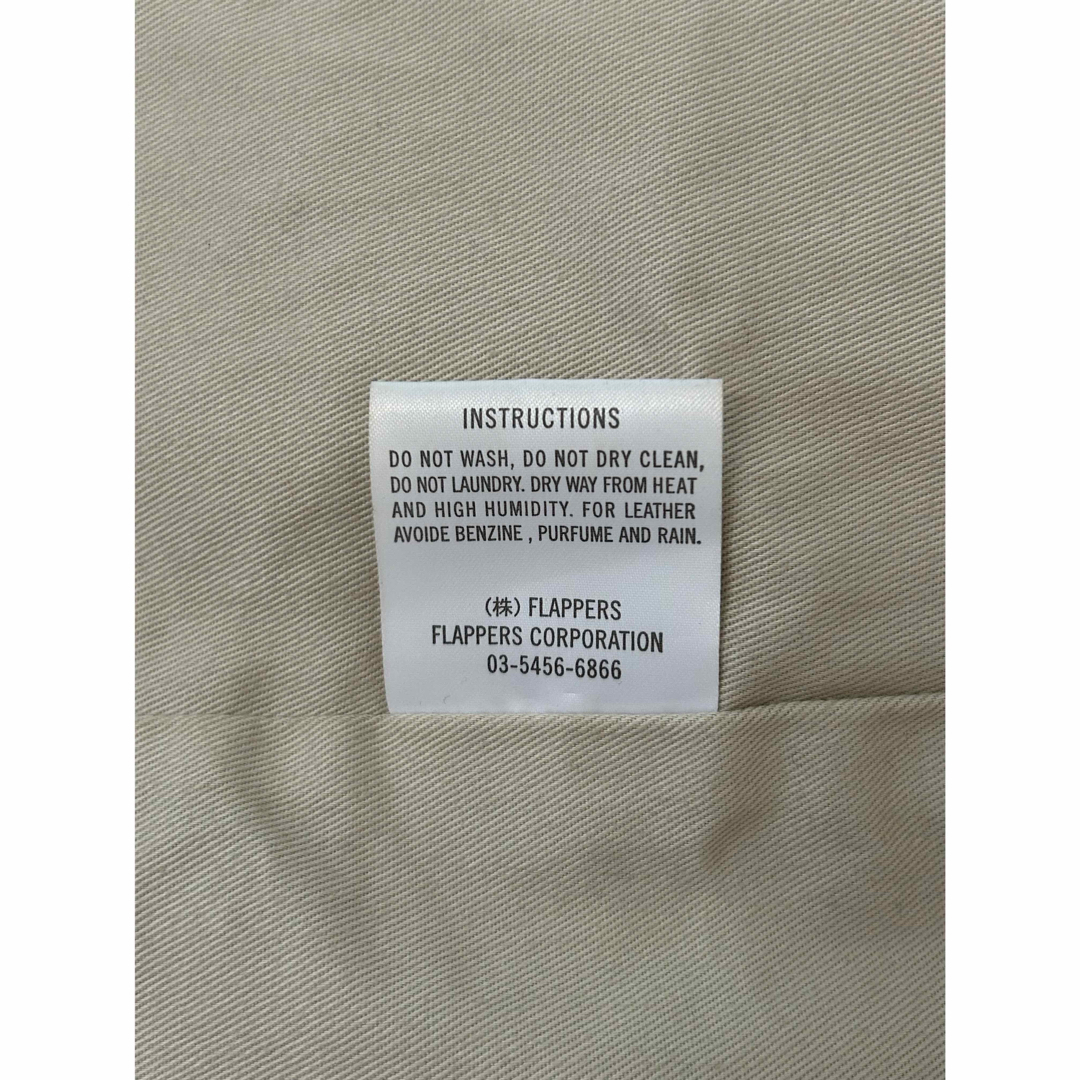 INSTRUCTIONS
DO NOT WASH, DO NOT DRY CLEAN,
DO NOT LAUNDRY. DRY WAY FROM HEAT
AND HIGH HUMIDITY. FOR LEATHER
AVOIDE BENZINE , PURFUME AND RAIN.
(株) FLAPPERS
FLAPPERS CORPORATION
03-5456-6866